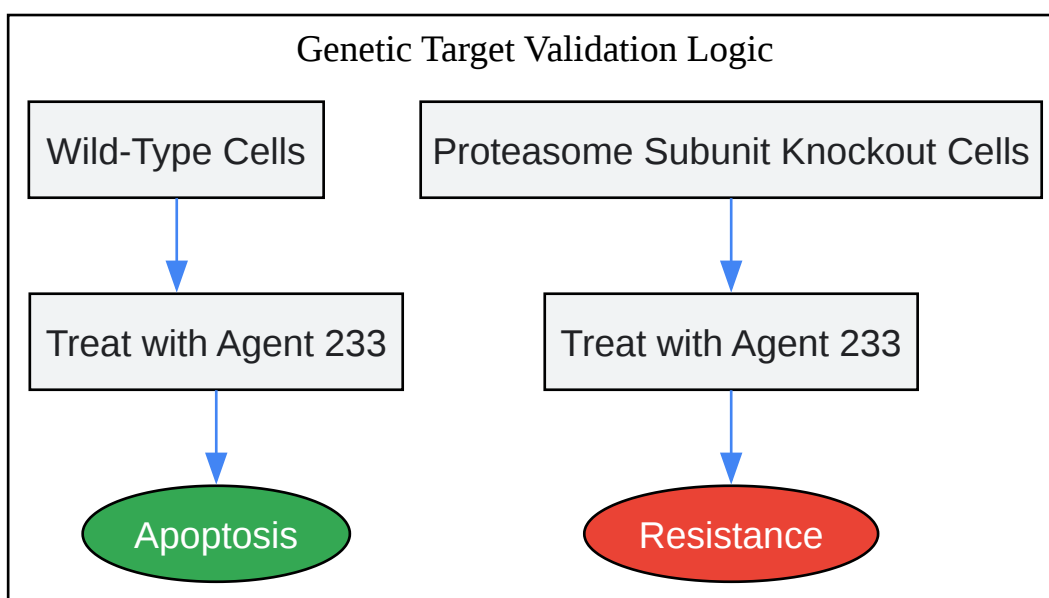 Genetic Target Validation Logic
Wild-Type Cells
Proteasome Subunit Knockout Cells
Treat with Agent 233
Treat with Agent 233
Apoptosis
Resistance